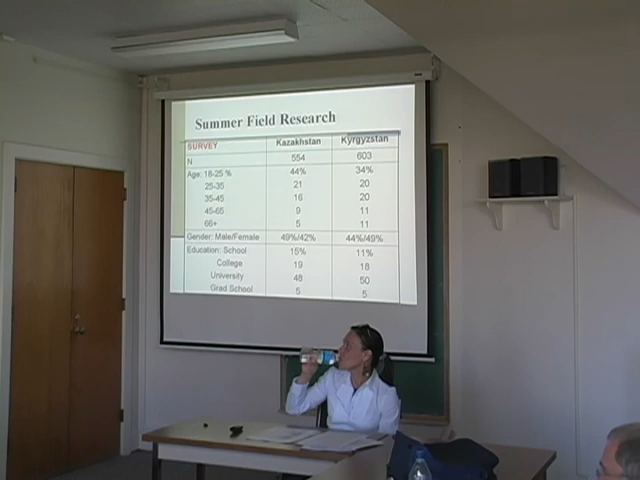 Summer Field Research
SURVEY Kazakhstan Kyrgyzstan
N 554 603
Age: 18-25 % 44% 34%
25-35 21 20
35-45 16 20
45-65 9 11
66+ 5 11
Gender: Male/Female 49%/42% 44%/49%
Education: School 15% 11%
College 19 18
University 48 50
Grad School 5 5